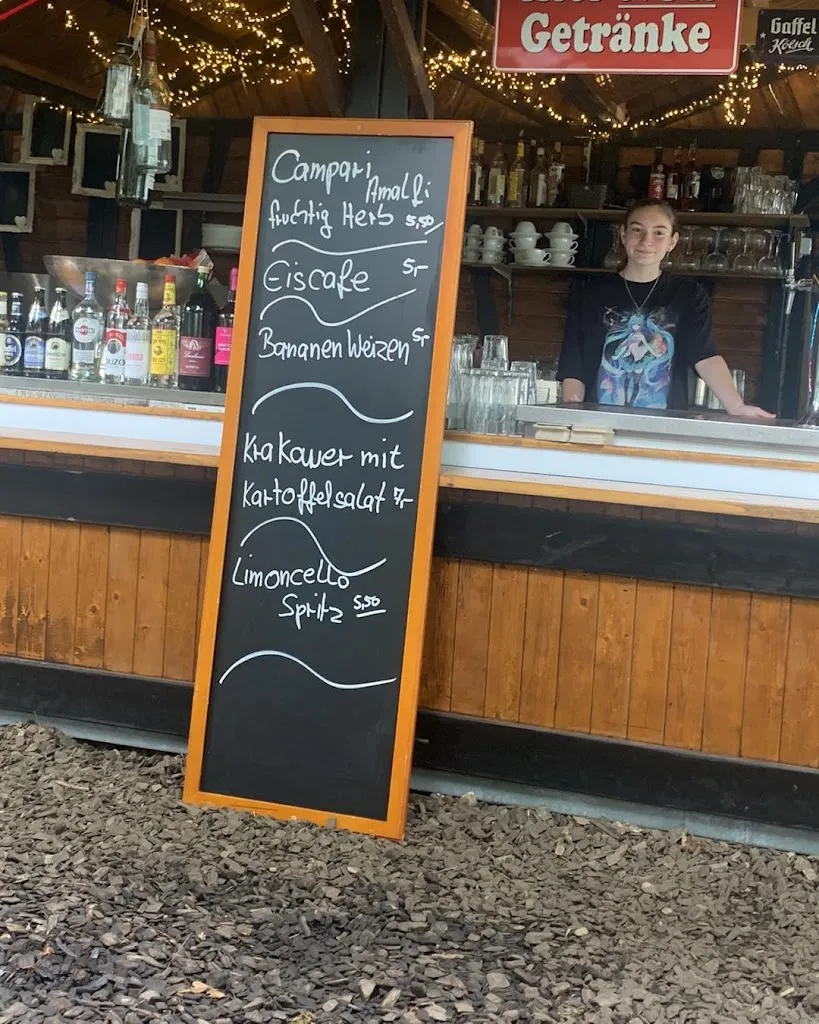 Getränke
Gaffel
Kölsch
Campari
Amalfi
fruchtig Herb 5,50
Eiscafe 5,-
Bananen Weizen 5,-
Krakauer mit
Kartoffelsalat 7,-
Limoncello
Spritz 5,50
OUZO